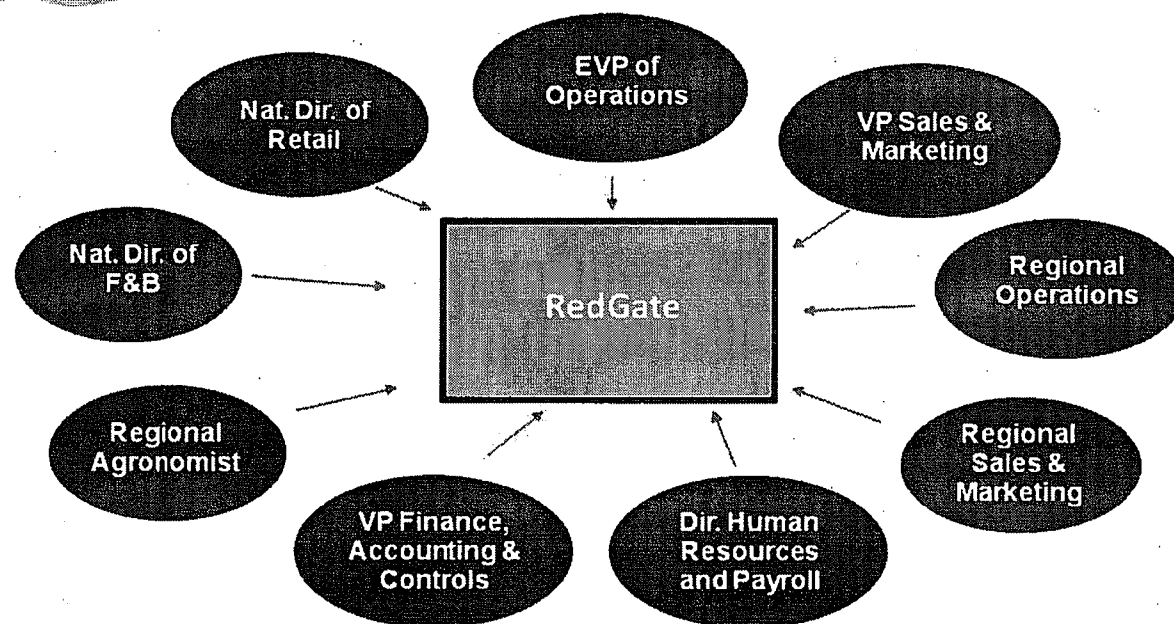 EVP of
Operations
Nat. Dir. of
Retail
VP Sales &
Marketing
Nat. Dir. of
F&B
Regional
Operations
RedGate
Regional
Agronomist
Regional
Sales &
Marketing
VP Finance,
Accounting &
Controls
Dir. Human
Resources
and Payroll